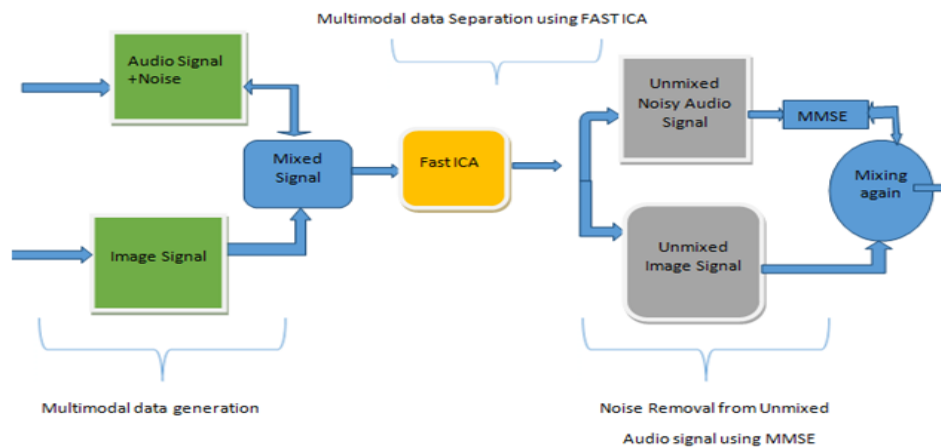 Multimodal data Separation using FAST ICA
Audio Signal
+Noise
Mixed
Signal
Image Signal
Fast ICA
Unmixed
Noisy Audio
Signal
MMSE
Mixing
again
Unmixed
Image Signal
Multimodal data generation
Noise Removal from Unmixed
Audio signal using MMSE